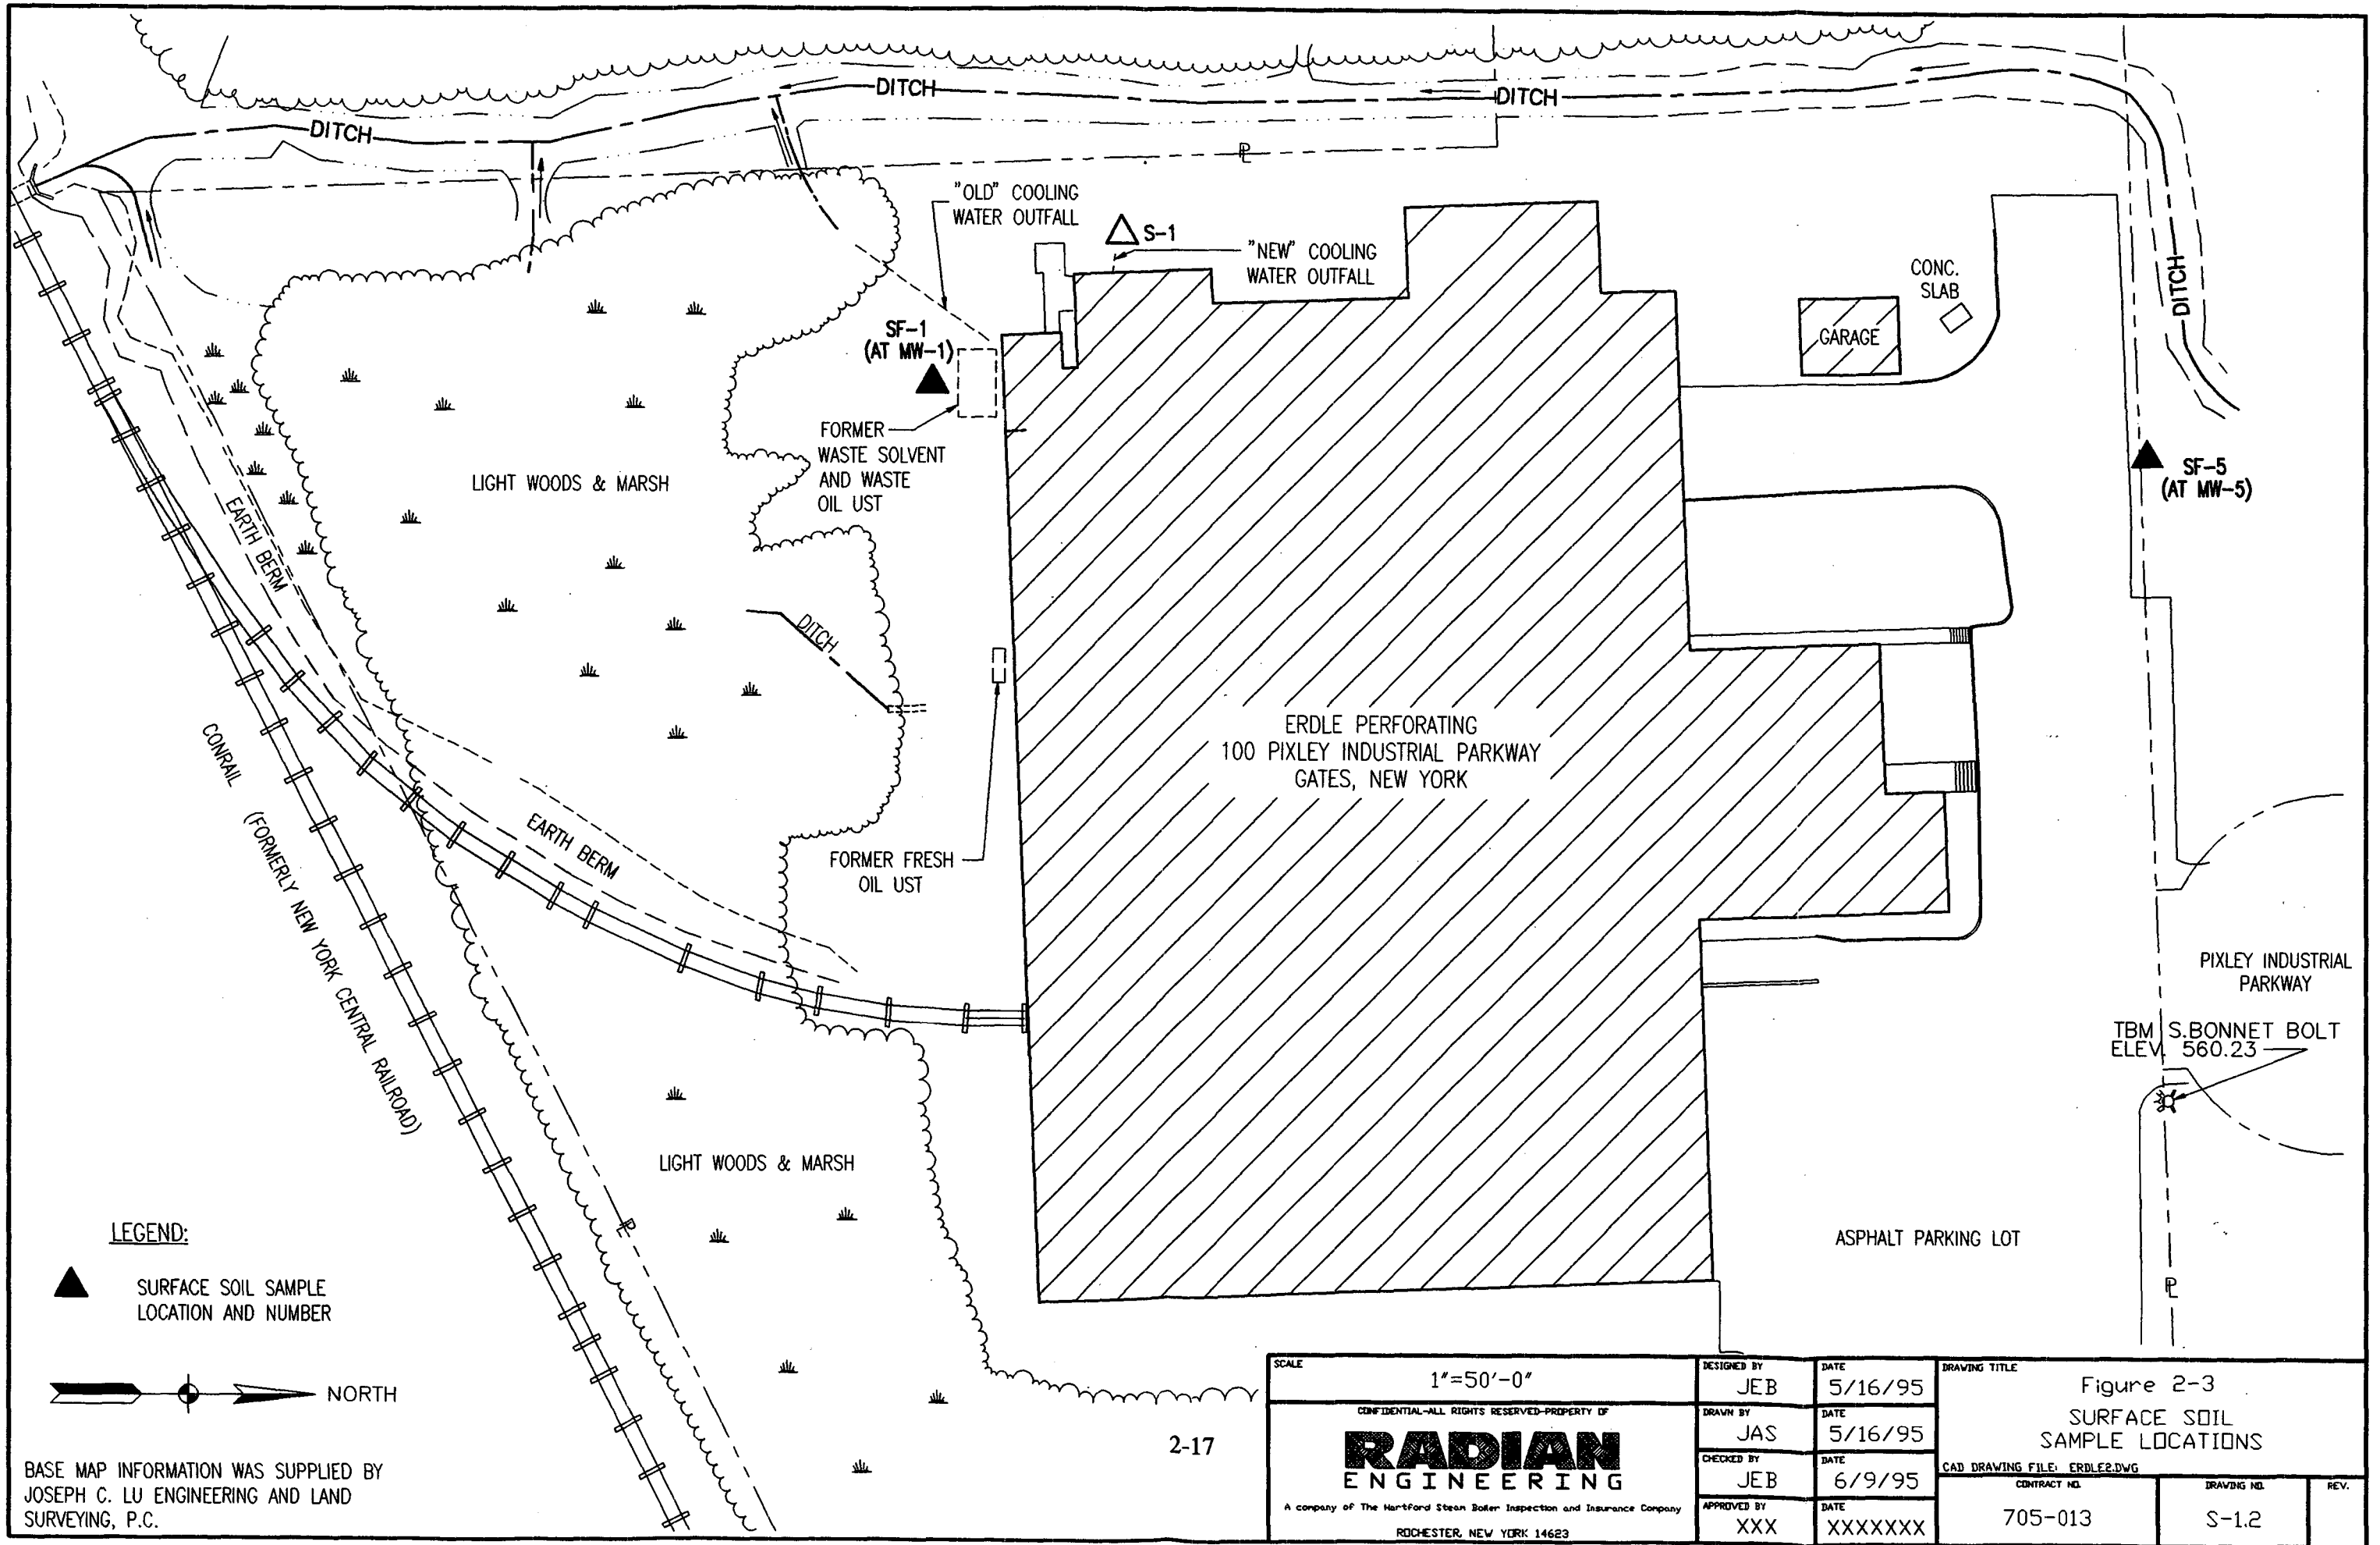 DITCH
DITCH
DITCH
DITCH
"OLD" COOLING
WATER OUTFALL
S-1
"NEW" COOLING
WATER OUTFALL
CONC.
SLAB
GARAGE
SF-1
(AT MW-1)
FORMER
WASTE SOLVENT
AND WASTE
OIL UST
SF-5
(AT MW-5)
LIGHT WOODS & MARSH
EARTH BERM
DITCH
CONRAIL (FORMERLY NEW YORK CENTRAL RAILROAD)
EARTH BERM
FORMER FRESH
OIL UST
ERDLE PERFORATING
100 PIXLEY INDUSTRIAL PARKWAY
GATES, NEW YORK
PIXLEY INDUSTRIAL
PARKWAY
TBM S.BONNET BOLT
ELEV. 560.23
LIGHT WOODS & MARSH
ASPHALT PARKING LOT
LEGEND:
SURFACE SOIL SAMPLE
LOCATION AND NUMBER
NORTH
BASE MAP INFORMATION WAS SUPPLIED BY
JOSEPH C. LU ENGINEERING AND LAND
SURVEYING, P.C.
2-17
SCALE
1"=50'-0"
CONFIDENTIAL-ALL RIGHTS RESERVED-PROPERTY OF
RADIAN
ENGINEERING
A company of The Hartford Steam Boiler Inspection and Insurance Company
ROCHESTER, NEW YORK 14623
DESIGNED BY
JEB
DATE
5/16/95
DRAWN BY
JAS
DATE
5/16/95
CHECKED BY
JEB
DATE
6/9/95
APPROVED BY
XXX
DATE
XXXXXXX
DRAWING TITLE
Figure 2-3
SURFACE SOIL
SAMPLE LOCATIONS
CAD DRAWING FILE: ERDLE2.DWG
CONTRACT NO.
705-013
DRAWING NO.
S-1.2
REV.